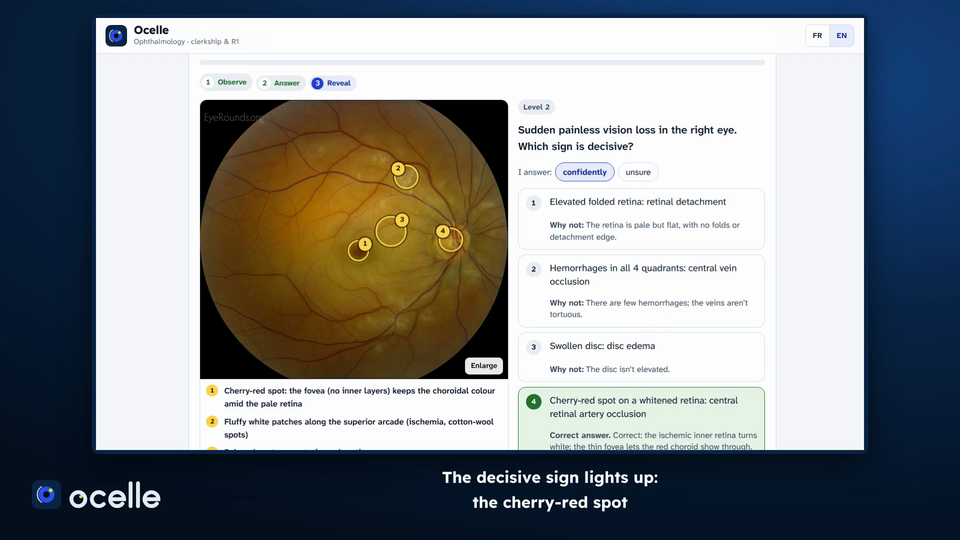 Ocelle
Ophthalmology · clerkship & R1
FR
EN
1 Observe
2 Answer
3 Reveal
EyeRounds.org
2
3
4
1
Enlarge
1 Cherry-red spot: the fovea (no inner layers) keeps the choroidal colour
amid the pale retina
2 Fluffy white patches along the superior arcade (ischemia, cotton-wool
spots)
Level 2
Sudden painless vision loss in the right eye.
Which sign is decisive?
I answer:
confidently
unsure
1 Elevated folded retina: retinal detachment
Why not: The retina is pale but flat, with no folds or
detachment edge.
2 Hemorrhages in all 4 quadrants: central vein
occlusion
Why not: There are few hemorrhages; the veins aren't
tortuous.
3 Swollen disc: disc edema
Why not: The disc isn't elevated.
4 Cherry-red spot on a whitened retina: central
retinal artery occlusion
Correct answer. Correct: the ischemic inner retina turns
white; the thin fovea lets the red choroid show through.
ocelle
The decisive sign lights up:
the cherry-red spot